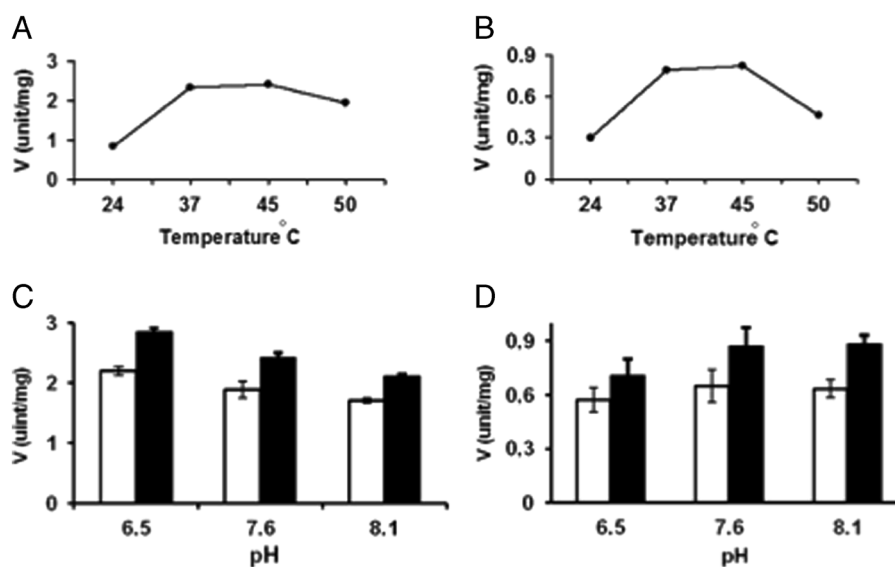 A
V (unit/mg)
3
2
1
0
24 37 45 50
Temperature°C
B
V (unit/mg)
0.9
0.6
0.3
0
24 37 45 50
Temperature°C
C
V (uint/mg)
3
2
1
0
6.5 7.6 8.1
pH
D
V (unit/mg)
0,9
0.6
0,3
0
6.5 7.6 8.1
pH